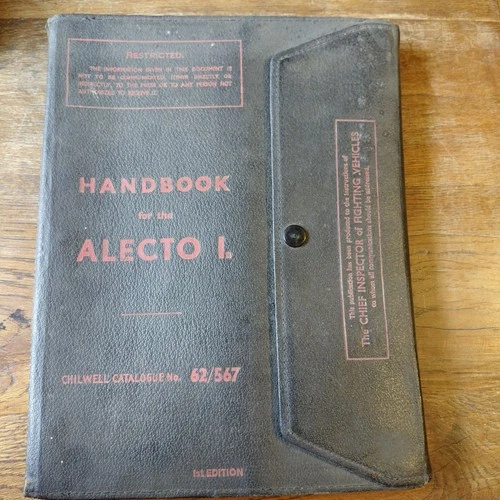 RESTRICTED.
THE INFORMATION GIVEN IN THIS DOCUMENT IS
NOT TO BE COMMUNICATED, EITHER DIRECTLY OR
INDIRECTLY, TO THE PRESS OR TO ANY PERSON NOT
AUTHORISED TO RECEIVE IT.
HANDBOOK
for the
ALECTO I.
CHILWELL CATALOGUE No. 62/567
1st. EDITION
This publication has been produced to the instructions of
The CHIEF INSPECTOR of FIGHTING VEHICLES
to whom all communications should be addressed.